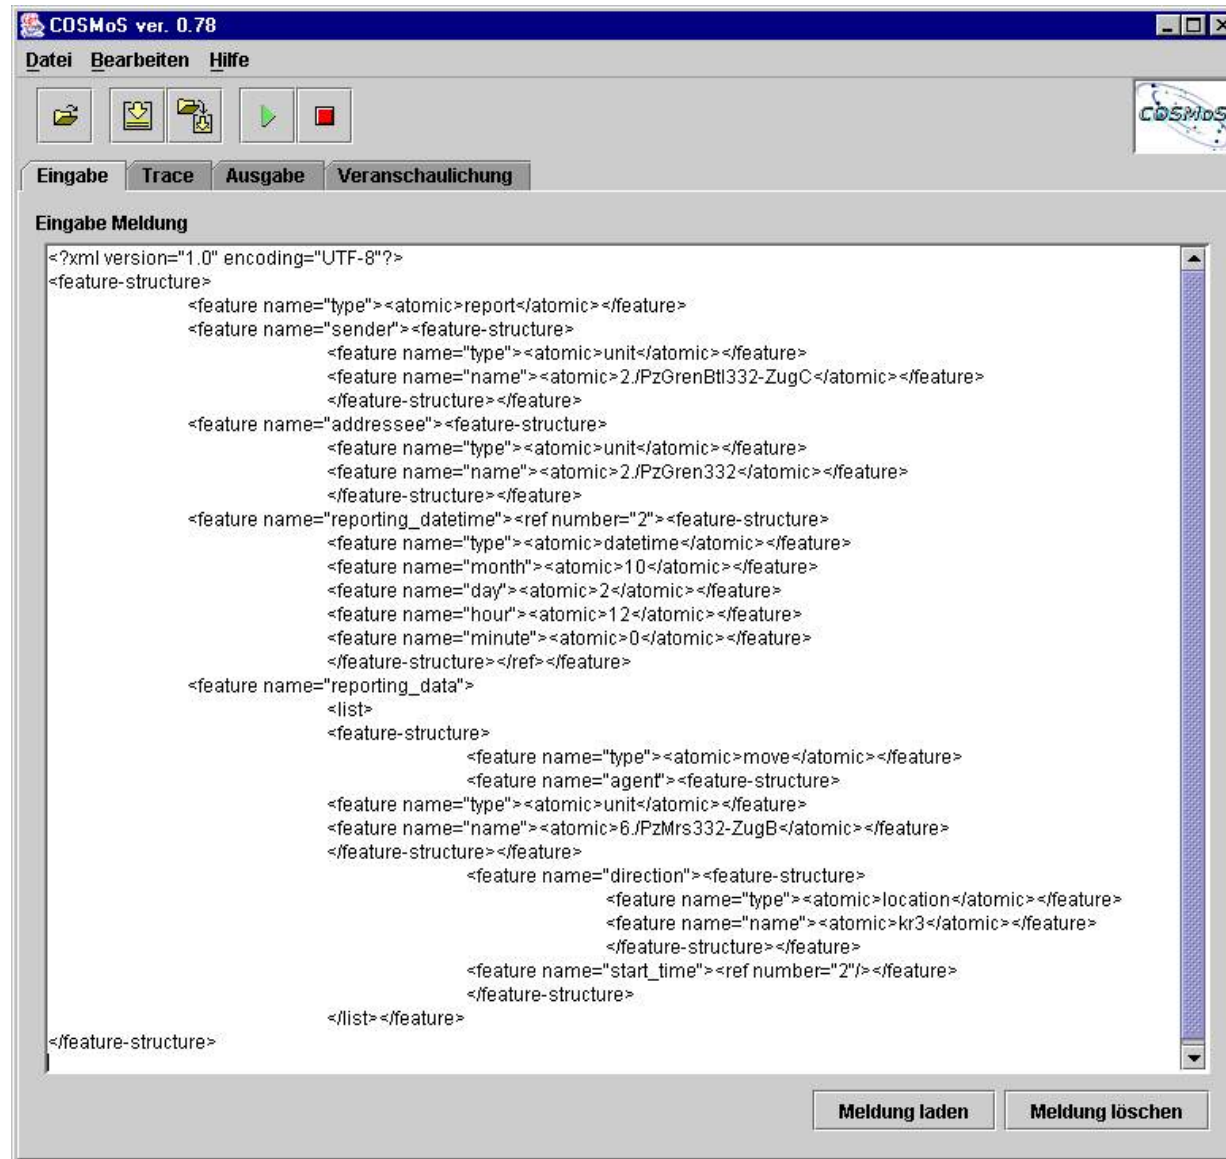 COSMoS ver. 0.78
Datei Bearbeiten Hilfe
COSMoS
Eingabe Trace Ausgabe Veranschaulichung
Eingabe Meldung
<?xml version="1.0" encoding="UTF-8"?>
<feature-structure>
<feature name="type"><atomic>report</atomic></feature>
<feature name="sender"><feature-structure>
<feature name="type"><atomic>unit</atomic></feature>
<feature name="name"><atomic>2./PzGrenBtl332-ZugC</atomic></feature>
</feature-structure></feature>
<feature name="addressee"><feature-structure>
<feature name="type"><atomic>unit</atomic></feature>
<feature name="name"><atomic>2./PzGren332</atomic></feature>
</feature-structure></feature>
<feature name="reporting_datetime"><ref number="2"><feature-structure>
<feature name="type"><atomic>datetime</atomic></feature>
<feature name="month"><atomic>10</atomic></feature>
<feature name="day"><atomic>2</atomic></feature>
<feature name="hour"><atomic>12</atomic></feature>
<feature name="minute"><atomic>0</atomic></feature>
</feature-structure></ref></feature>
<feature name="reporting_data">
<list>
<feature-structure>
<feature name="type"><atomic>move</atomic></feature>
<feature name="agent"><feature-structure>
<feature name="type"><atomic>unit</atomic></feature>
<feature name="name"><atomic>6./PzMrs332-ZugB</atomic></feature>
</feature-structure></feature>
<feature name="direction"><feature-structure>
<feature name="type"><atomic>location</atomic></feature>
<feature name="name"><atomic>kr3</atomic></feature>
</feature-structure></feature>
<feature name="start_time"><ref number="2"/></feature>
</feature-structure>
</list></feature>
</feature-structure>
Meldung laden Meldung löschen